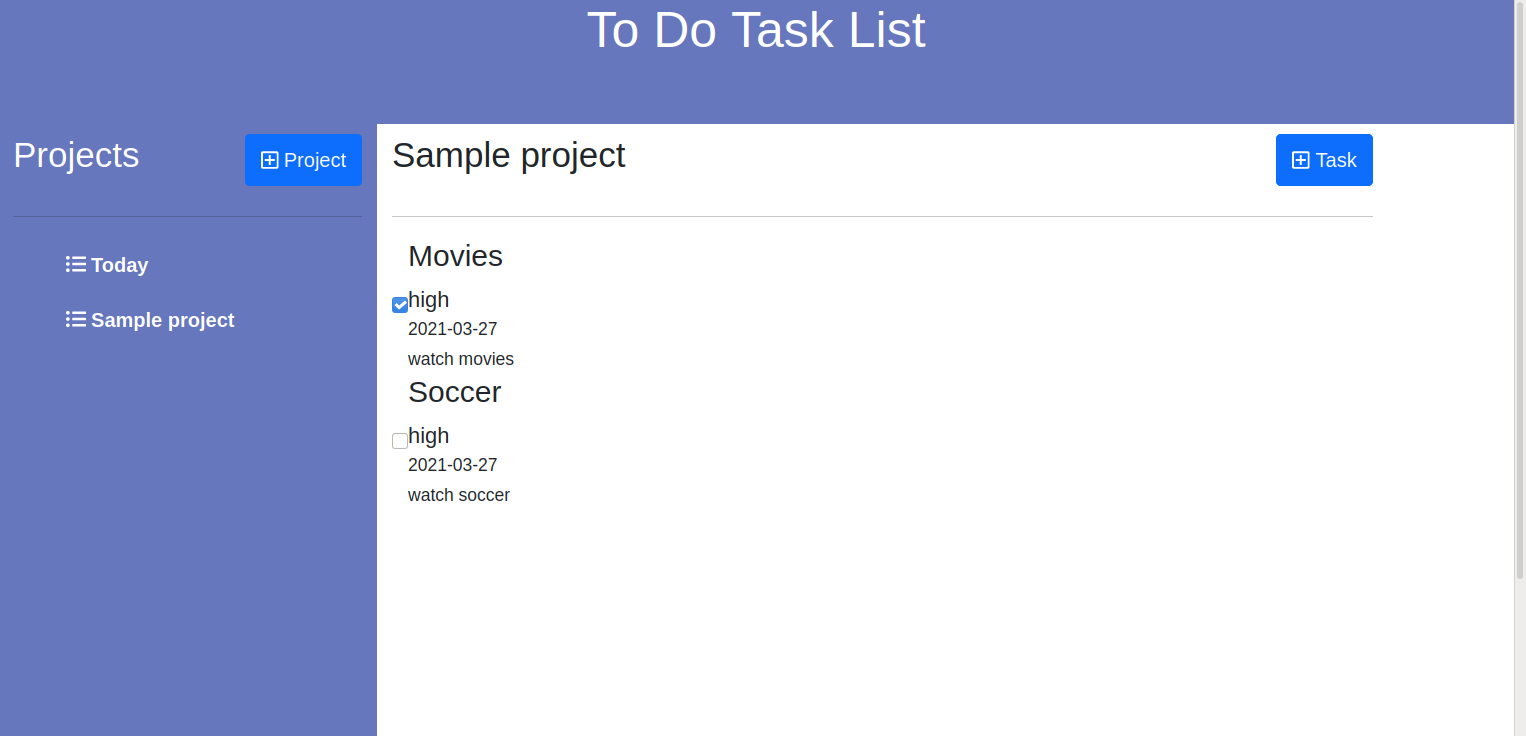 To Do Task List
Projects
Project
Today
Sample project
Sample project
Task
Movies
high
2021-03-27
watch movies
Soccer
high
2021-03-27
watch soccer